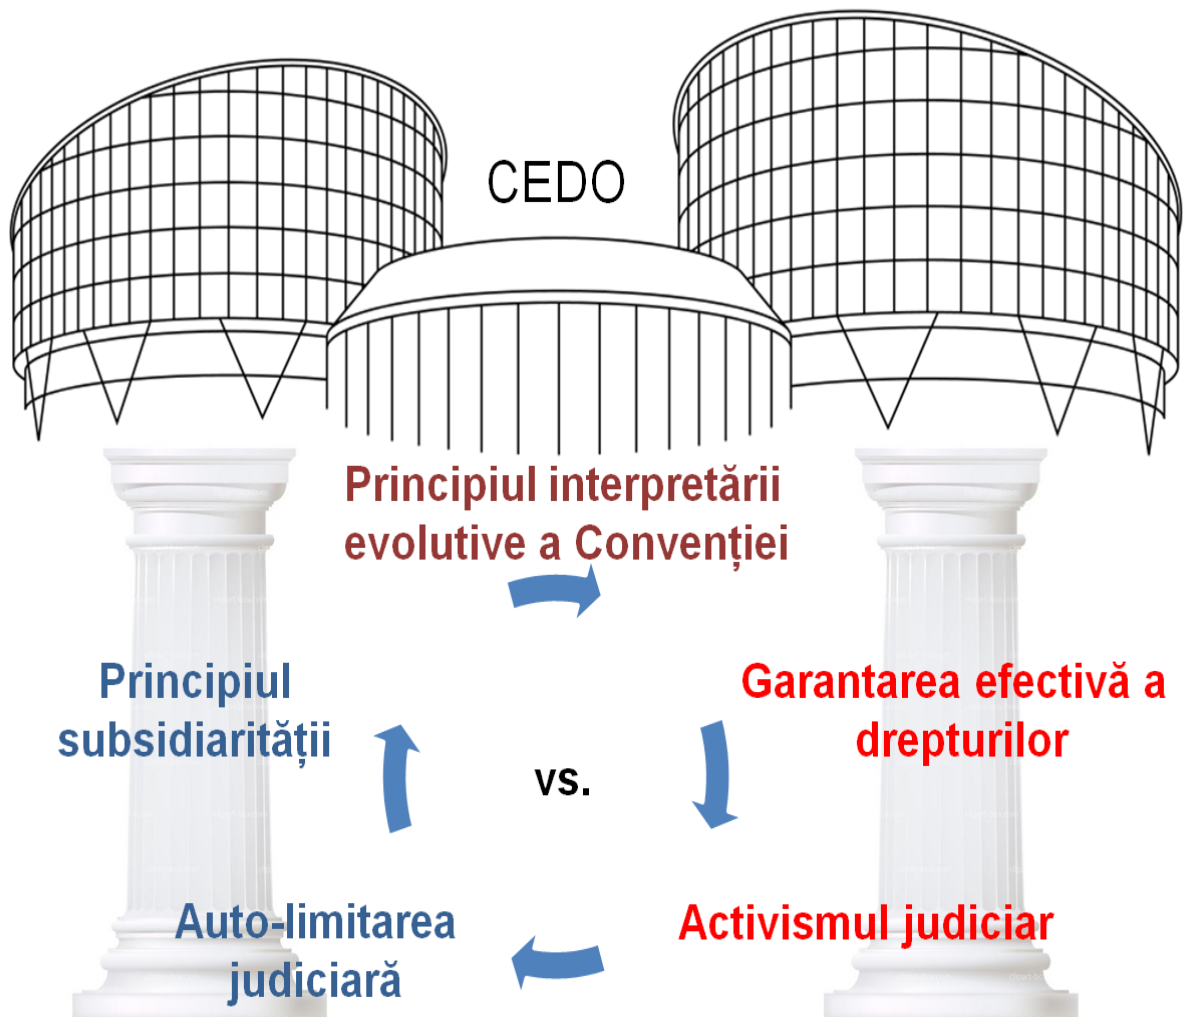 CEDO
Principiul interpretării
evolutive a Convenției
Principiul
subsidiarității
Garantarea efectivă a
drepturilor
vs.
Auto-limitarea
judiciară
Activismul judiciar